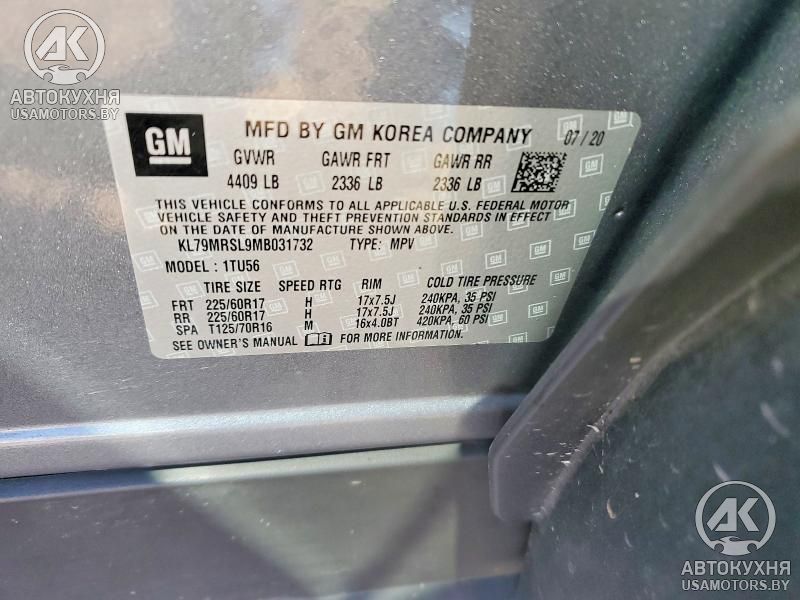 АК
АВТОКУХНЯ
USAMOTORS.BY
GM MFD BY GM KOREA COMPANY 07/20
GVWR GAWR FRT GAWR RR
4409 LB 2336 LB 2336 LB
THIS VEHICLE CONFORMS TO ALL APPLICABLE U.S. FEDERAL MOTOR
VEHICLE SAFETY AND THEFT PREVENTION STANDARDS IN EFFECT
ON THE DATE OF MANUFACTURE SHOWN ABOVE.
KL79MRSL9MB031732 TYPE: MPV
MODEL : 1TU56
TIRE SIZE SPEED RTG RIM COLD TIRE PRESSURE
FRT 225/60R17 H 17x7.5J 240KPA, 35 PSI
RR 225/60R17 H 17x7.5J 240KPA, 35 PSI
SPA T125/70R16 M 16x4.0BT 420KPA, 60 PSI
SEE OWNER'S MANUAL FOR MORE INFORMATION.
АК
АВТОКУХНЯ
USAMOTORS.BY